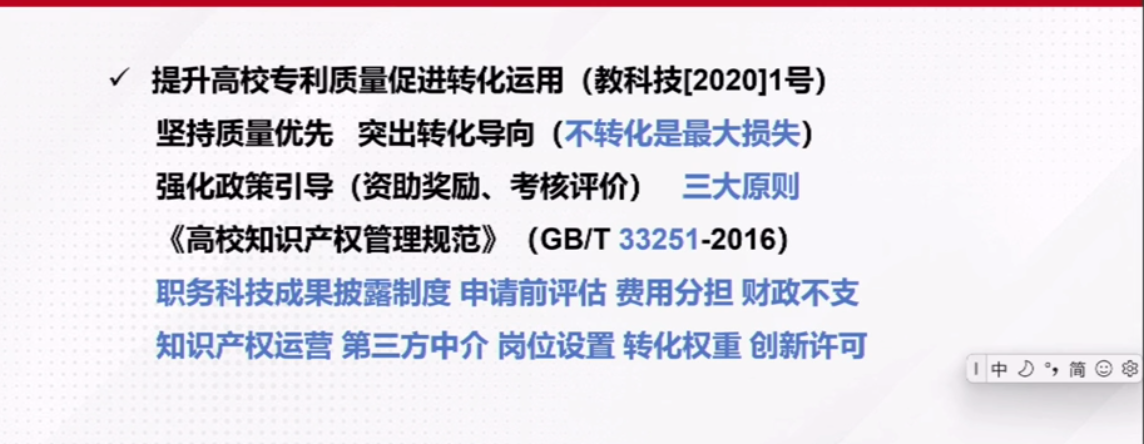 ✓ 提升高校专利质量促进转化运用（教科技[2020]1号）
坚持质量优先 突出转化导向（不转化是最大损失）
强化政策引导（资助奖励、考核评价） 三大原则
《高校知识产权管理规范》（GB/T 33251-2016）
职务科技成果披露制度 申请前评估 费用分担 财政不支
知识产权运营 第三方中介 岗位设置 转化权重 创新许可
中 简